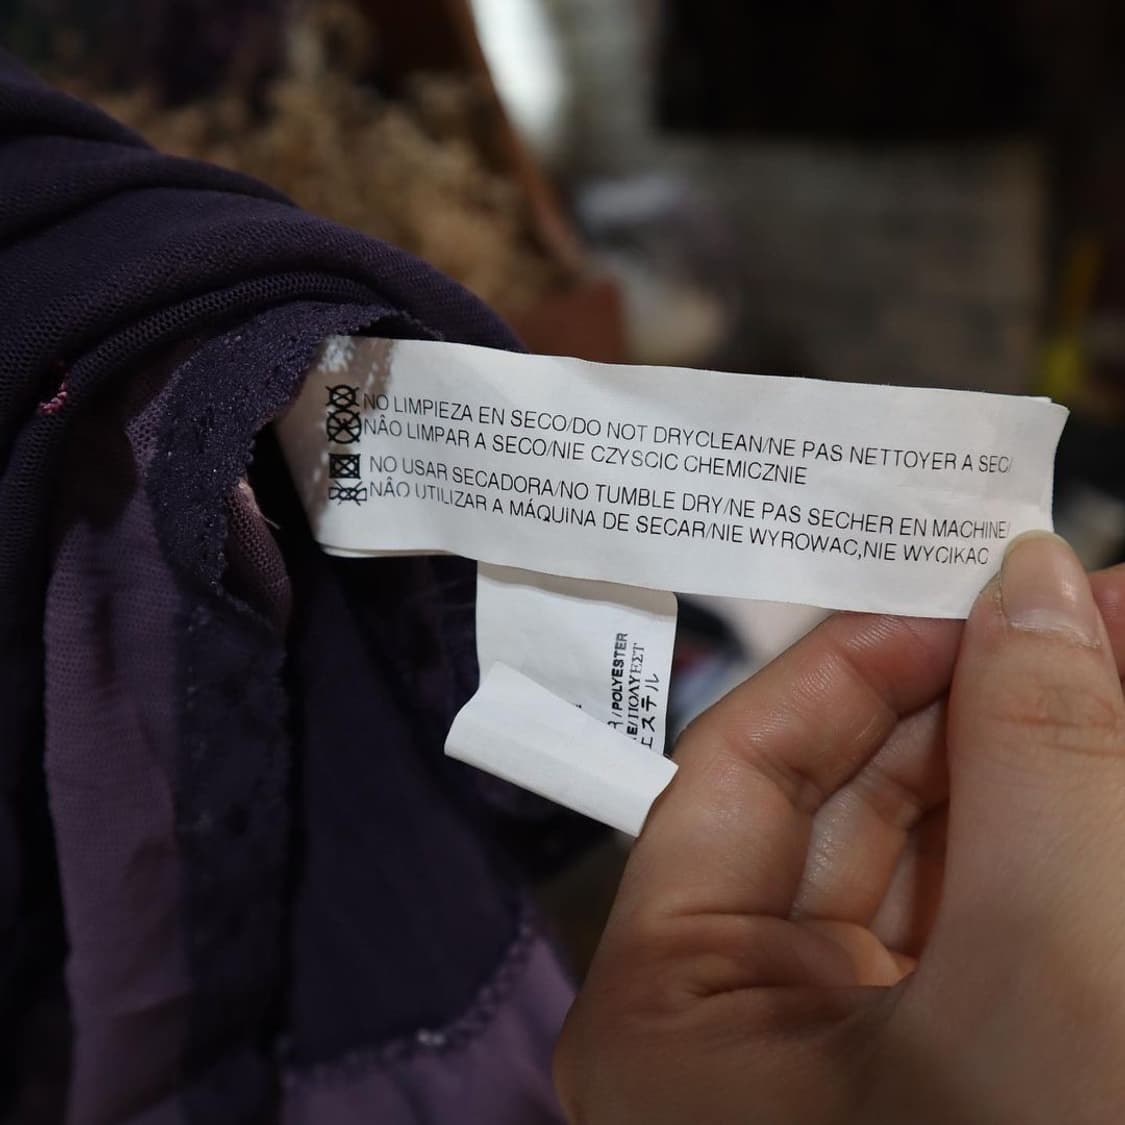 NO LIMPIEZA EN SECO/DO NOT DRYCLEAN/NE PAS NETTOYER A SEC/
NÂO LIMPAR A SECO/NIE CZYSCIC CHEMICZNIE
NO USAR SECADORA/NO TUMBLE DRY/NE PAS SECHER EN MACHINE/
NÂO UTILIZAR A MÁQUiNA DE SECAR/NIE WYROWAC,NIE WYCIKAC
/POLYESTER
/ΠΟΛΥΕΣΤ
エステル